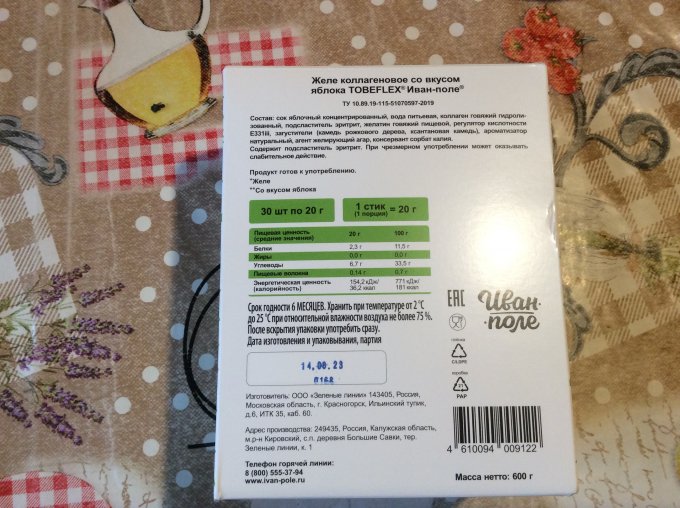 Желе коллагеновое со вкусом
яблока TOBEFLEX® Иван-поле®
ТУ 10.89.19-115-51070597-2019
Состав: сок яблочный концентрированный, вода питьевая, коллаген говяжий гидроли-
зованный, подсластитель эритрит, желатин говяжий пищевой, регулятор кислотности
Е331iii, загустители (камедь рожкового дерева, ксантановая камедь), ароматизатор
натуральный, агент желирующий агар, консервант сорбат калия.
Содержит подсластитель эритрит. При чрезмерном употреблении может оказывать
слабительное действие.
Продукт готов к употреблению.
*Желе
**Со вкусом яблока
30 шт по 20 г
1 стик = 20 г
(1 порция)
Пищевая ценность 20 г 100 г
(средние значения)
Белки 2,3 г 11,5 г
Жиры 0,0 г 0,0 г
Углеводы 6,7 г 33,5 г
Пищевые волокна 0,14 г 0,7 г
Энергетическая ценность 154,2 кДж/ 771 кДж/
(калорийность) 36,2 ккал 181 ккал
Срок годности 6 МЕСЯЦЕВ. Хранить при температуре от 2 °С
до 25 °С при относительной влажности воздуха не более 75 %.
После вскрытия упаковки употребить сразу.
Дата изготовления и упаковывания, партия
14.08.23
EAC
Иван
поле
плёнка
C/LDPE
коробка
PAP
Изготовитель: ООО «Зеленые линии» 143405, Россия,
Московская область, г. Красногорск, Ильинский тупик,
д.6, ИТК 35, каб. 60.
Адрес производства: 249435, Россия, Калужская область,
м.р-н Кировский, с.п. деревня Большие Савки, тер.
Зеленые линии, к. 1
Телефон горячей линии:
8 (800) 555-37-94
www.ivan-pole.ru
4 610094 009122
Масса нетто: 600 г